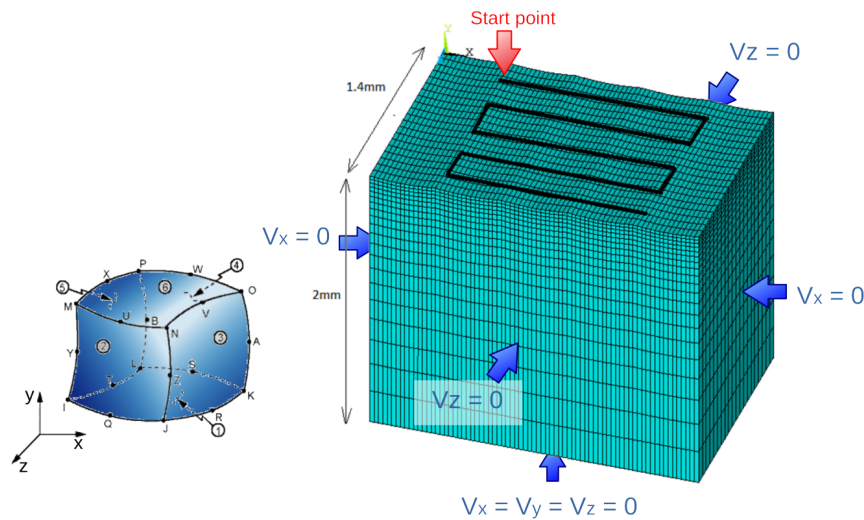 Start point
Y
X
Vz = 0
1.4mm
Vx = 0
2mm
Vx = 0
Vz = 0
Vx = Vy = Vz = 0
P
W
4
X
5
6
O
M
U
B
V
N
Y
2
3
A
L
S
T
Z
K
I
Q
R
J
1
y
x
z